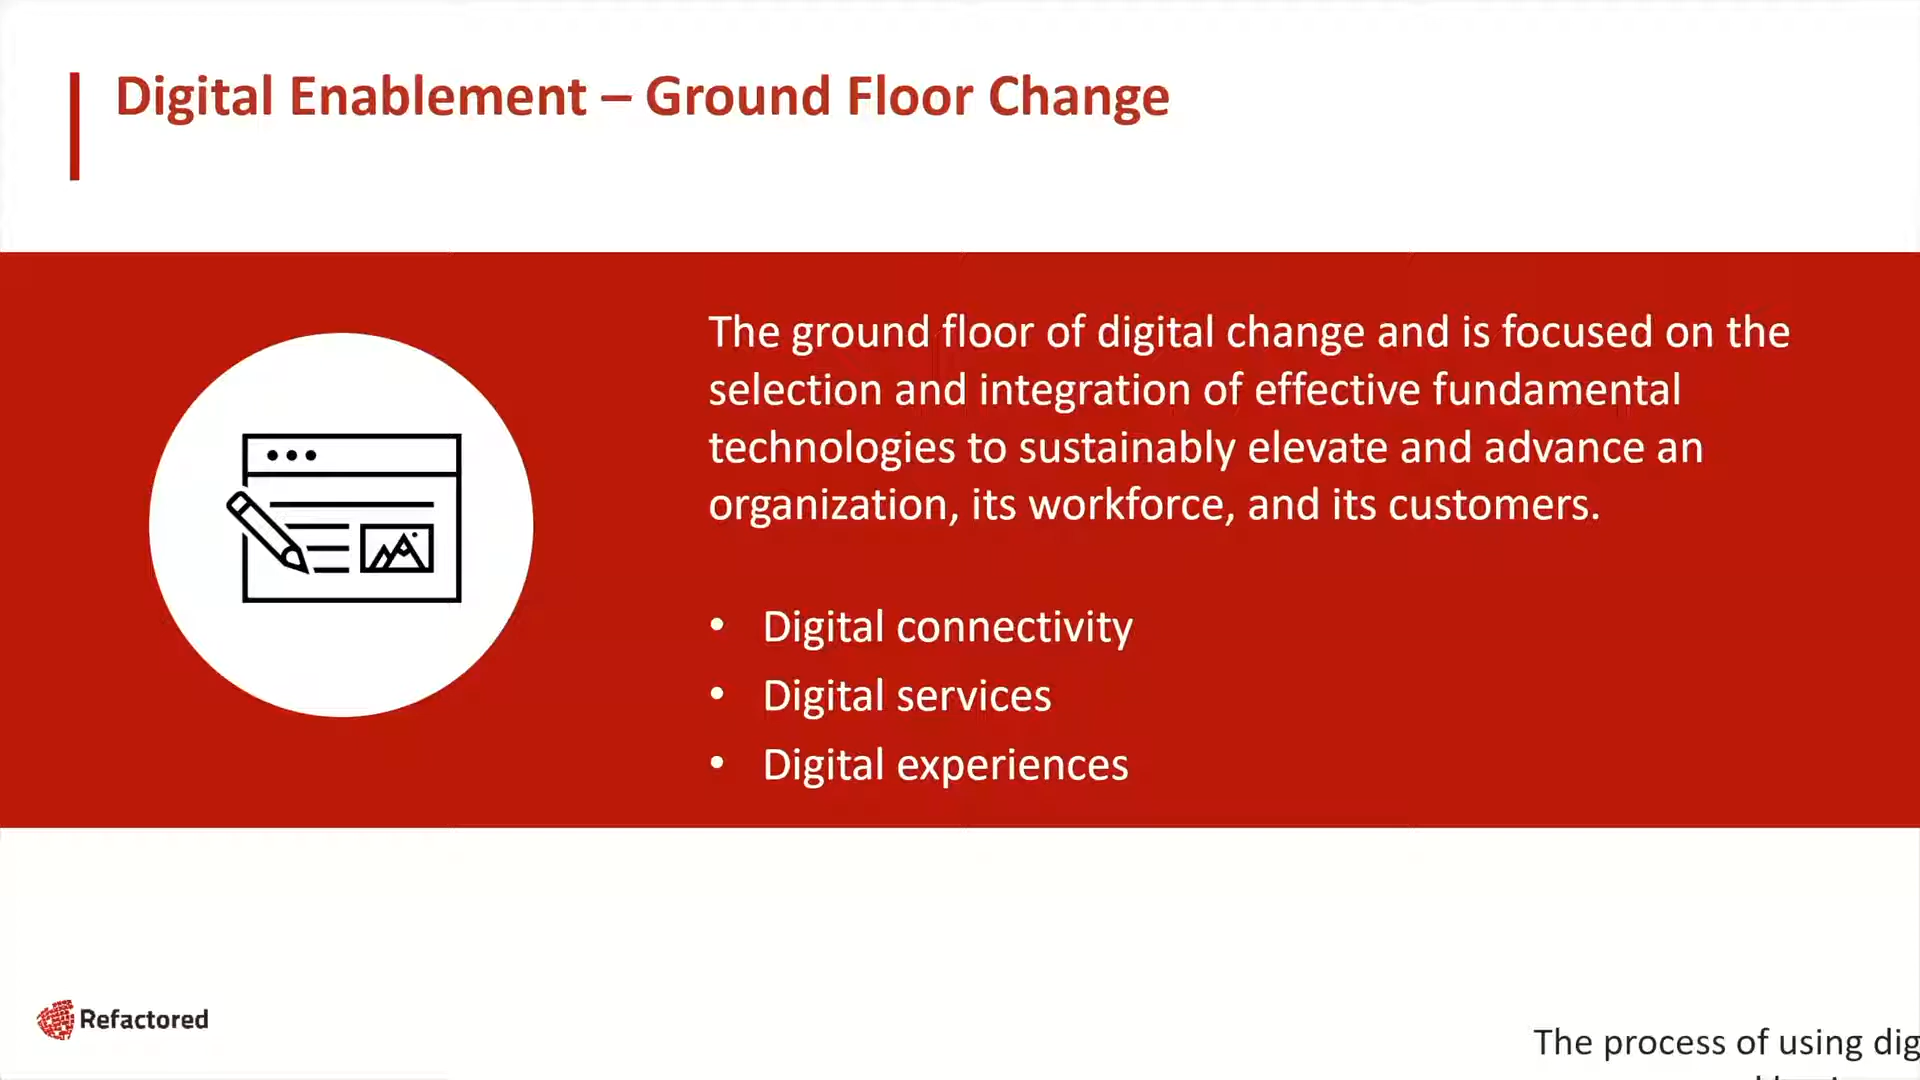 Digital Enablement – Ground Floor Change
The ground floor of digital change and is focused on the
selection and integration of effective fundamental
technologies to sustainably elevate and advance an
organization, its workforce, and its customers.
• Digital connectivity
• Digital services
• Digital experiences
Refactored
The process of using dig